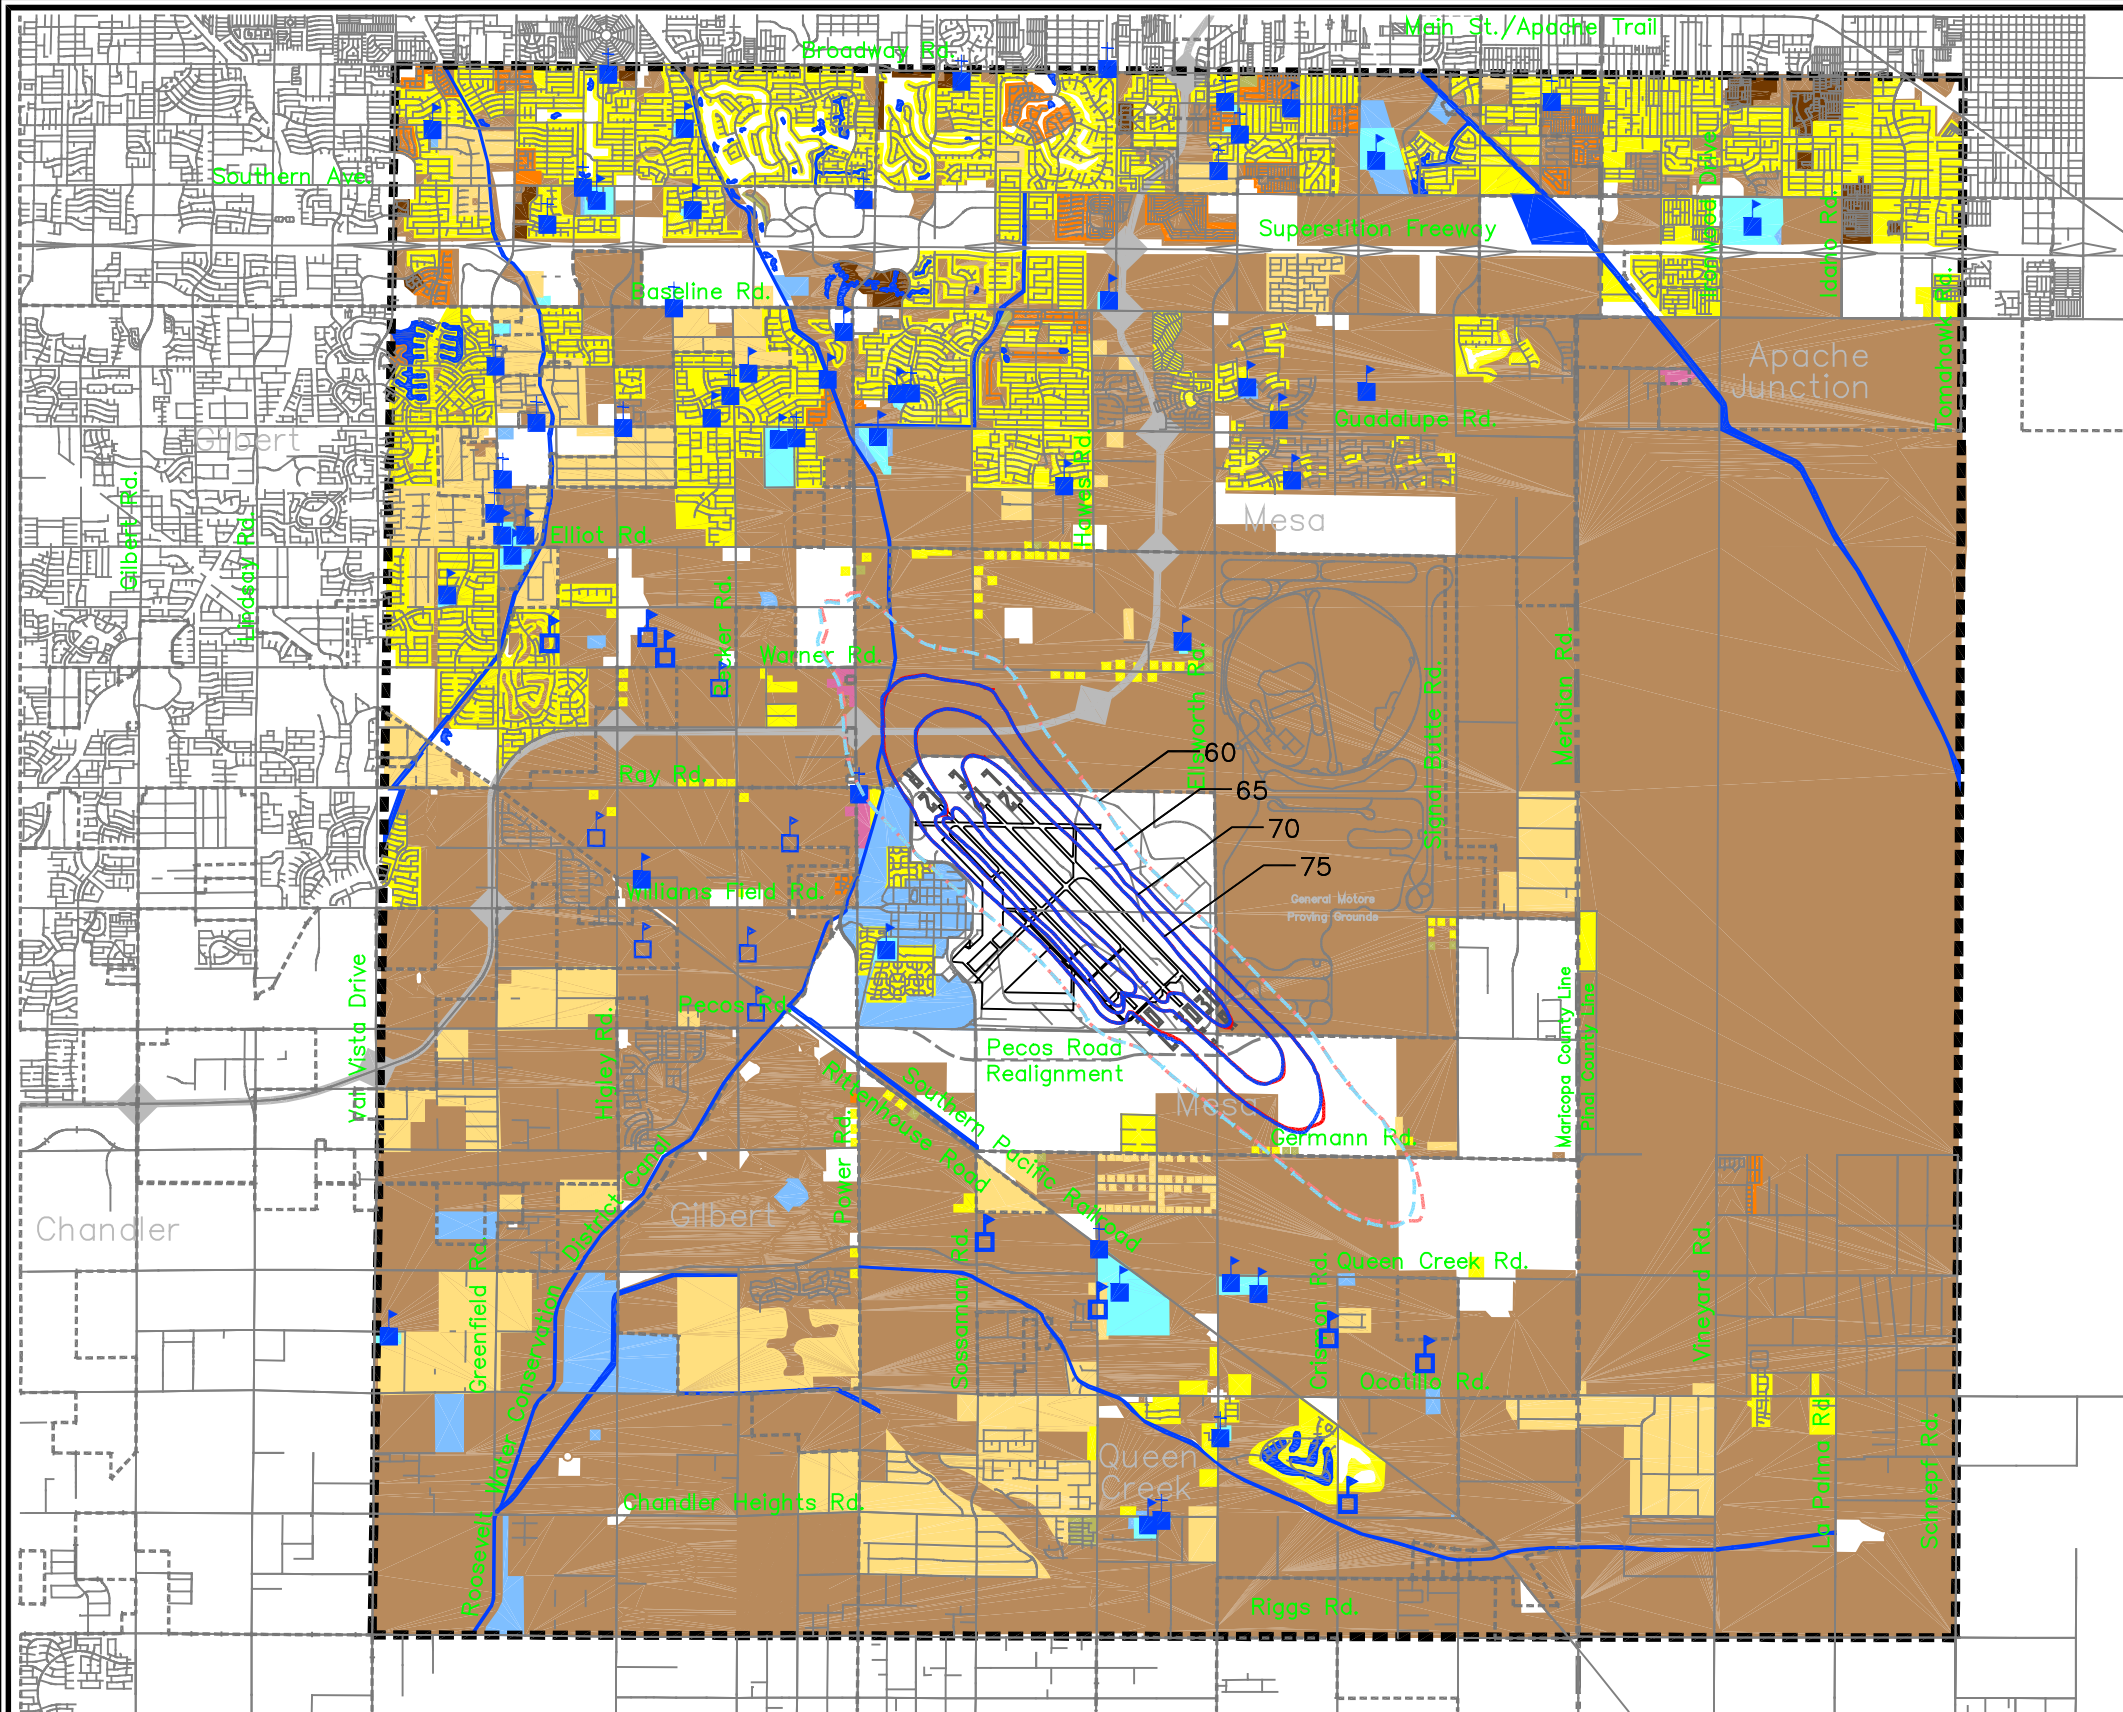 Main St./Apache Trail
Broadway Rd.
Southern Ave.
Superstition Freeway
Idaho Rd.
Baseline Rd.
Tomahawk Rd.
Apache
Junction
Guadalupe Rd.
Gilbert
Hawes Rd.
Gilbert Rd.
Lindsay Rd.
Mesa
Elliot Rd.
Warner Rd.
Ellsworth Rd.
Signal Butte Rd.
Meridian Rd.
60
Ray Rd.
65
70
75
Williams Field Rd.
General Motors
Proving Grounds
Val Vista Drive
Pecos Rd.
Higley Rd.
Pecos Road
Realignment
Maricopa County Line
Pinal County Line
Rittenhouse Road
Southern Pacific Railroad
Mesa
Germann Rd.
Power Rd.
Gilbert
Chandler
Roosevelt Water Conservation District Canal
Greenfield Rd.
Sossaman Rd.
Crismon Rd.
Queen Creek Rd.
Vineyard Rd.
Ocotillo Rd.
Queen
Creek
La Palma Rd.
Schnepf Rd.
Chandler Heights Rd.
Riggs Rd.